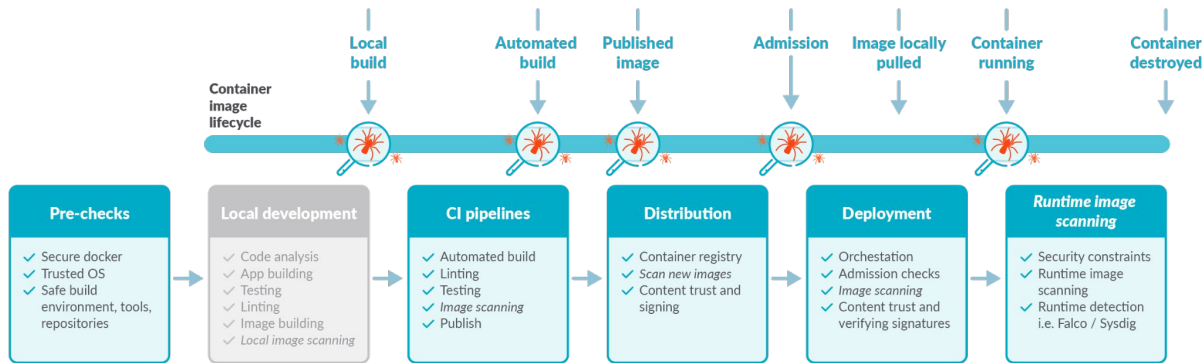 Local
build
Automated
build
Published
image
Admission
Image locally
pulled
Container
running
Container
destroyed
Container
image
lifecycle
Pre-checks
Secure docker
Trusted OS
Safe build
environment, tools,
repositories
Local development
Code analysis
App building
Testing
Linting
Image building
Local image scanning
CI pipelines
Automated build
Linting
Testing
Image scanning
Publish
Distribution
Container registry
Scan new images
Content trust and
signing
Deployment
Orchestration
Admission checks
Image scanning
Content trust and
verifying signatures
Runtime image
scanning
Security constraints
Runtime image
scanning
Runtime detection
i.e. Falco / Sysdig